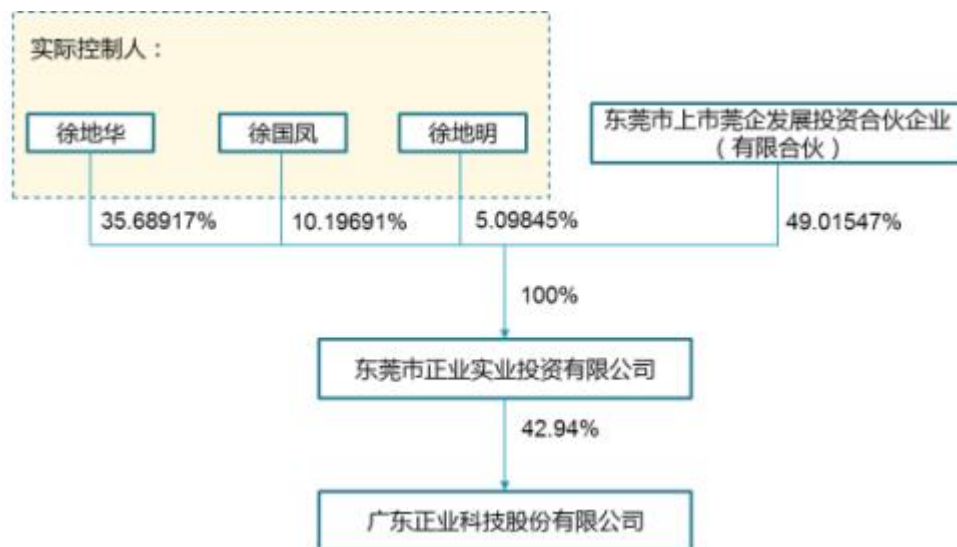 实际控制人：
徐地华
徐国凤
徐地明
东莞市上市莞企发展投资合伙企业
（有限合伙）
35.68917%
10.19691%
5.09845%
49.01547%
100%
东莞市正业实业投资有限公司
42.94%
广东正业科技股份有限公司